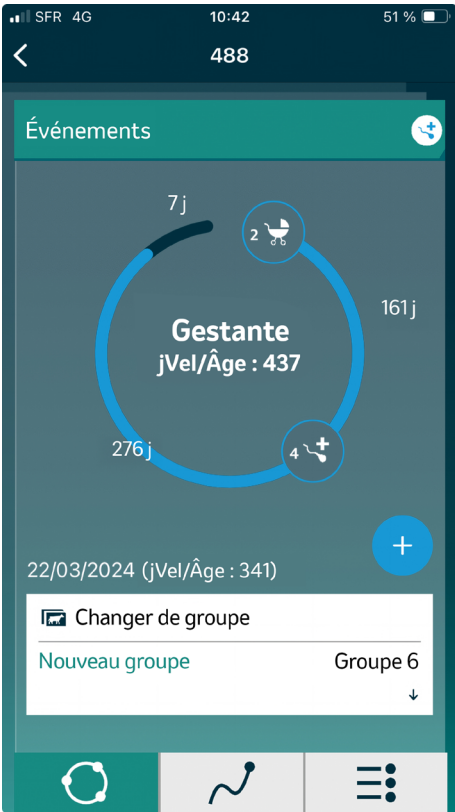 SFR 4G 10:42 51 %
488
Événements
7 j
2
161 j
Gestante
jVel/Âge : 437
276 j
4
+
22/03/2024 (jVel/Âge : 341)
Changer de groupe
Nouveau groupe Groupe 6